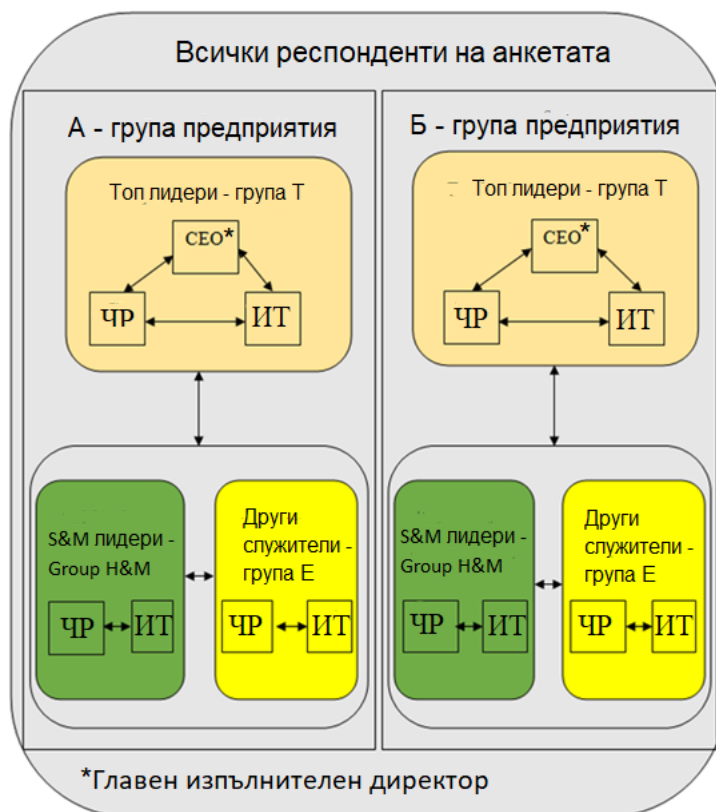 Всички респонденти на анкетата
А - група предприятия
Топ лидери - група Т
CEO*
ЧР
ИТ
S&M лидери -
Group H&M
ЧР
ИТ
Други
служители -
група Е
ЧР
ИТ
Б - група предприятия
Топ лидери - група Т
CEO*
ЧР
ИТ
S&M лидери -
Group H&M
ЧР
ИТ
Други
служители -
група Е
ЧР
ИТ
*Главен изпълнителен директор